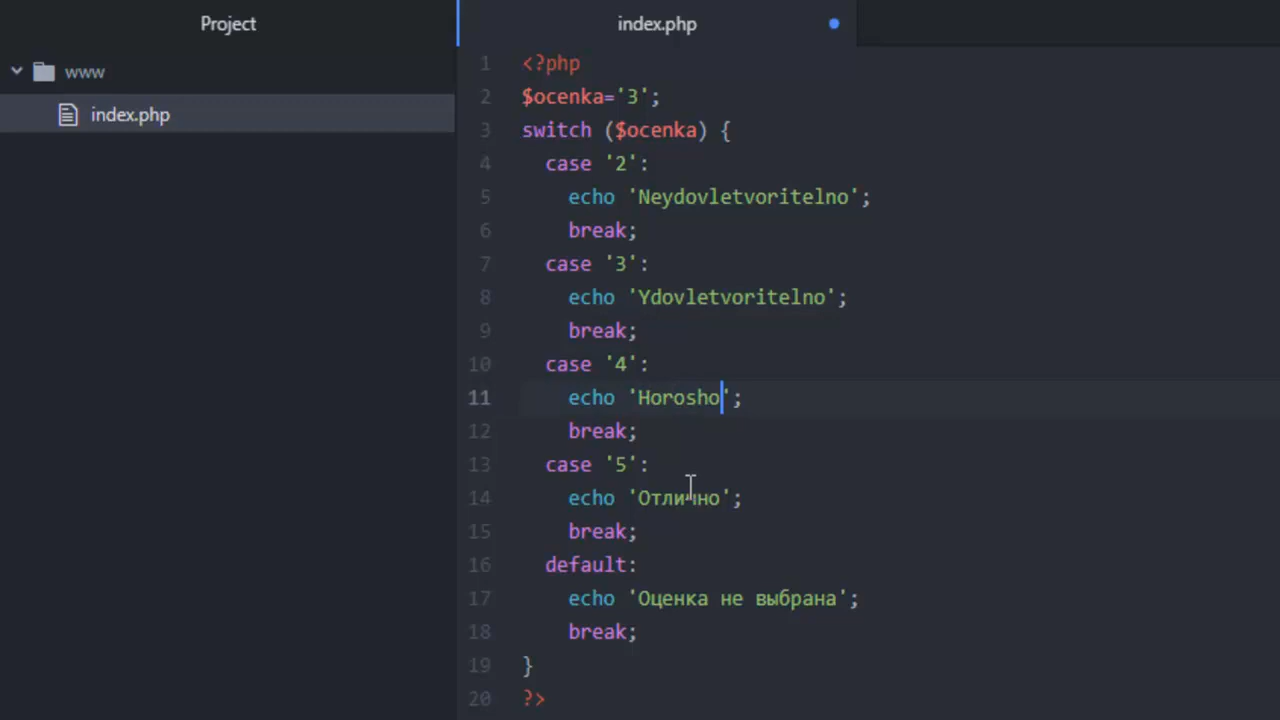 Project
index.php
www
index.php
1 <?php
2 $ocenka='3';
3 switch ($ocenka) {
4 case '2':
5 echo 'Neydovletvoritelno';
6 break;
7 case '3':
8 echo 'Ydovletvoritelno';
9 break;
10 case '4':
11 echo 'Horosho';
12 break;
13 case '5':
14 echo 'Отлично';
15 break;
16 default:
17 echo 'Оценка не выбрана';
18 break;
19 }
20 ?>